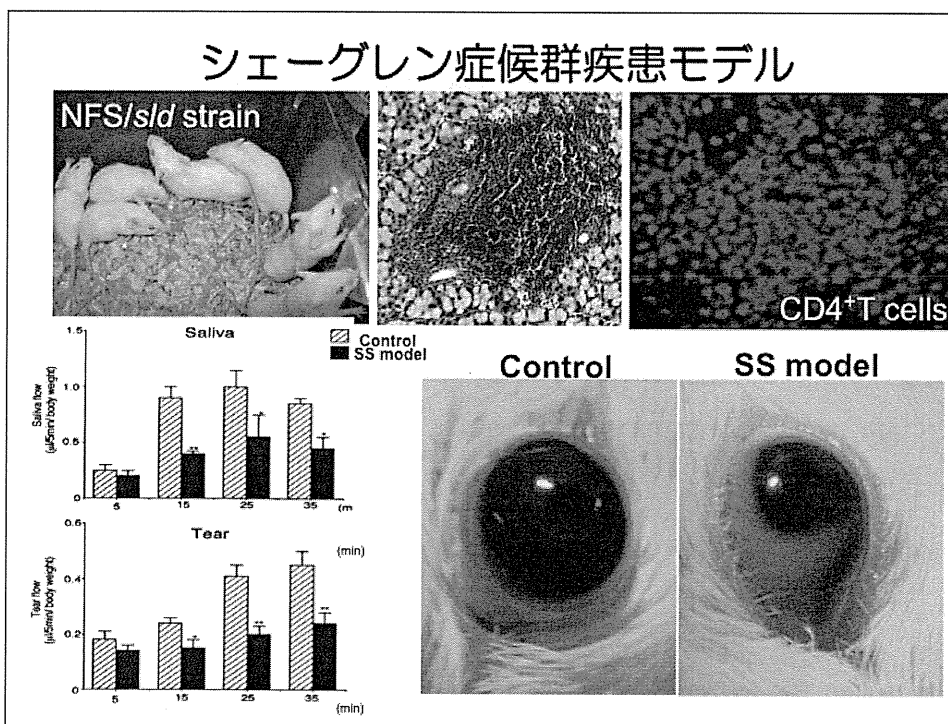 シェーグレン症候群疾患モデル
NFS/sld strain
CD4⁺T cells
Saliva
Control
SS model
Saliva flow
(μl/5min/ body weight)
1.5
1.0
0.5
0
5 15 25 35 (m
** * *
Tear
(min)
Tear flow
(μl/5min/ body weight)
0.6
0.4
0.2
0
* ** **
5 15 25 35
(min)
Control SS model